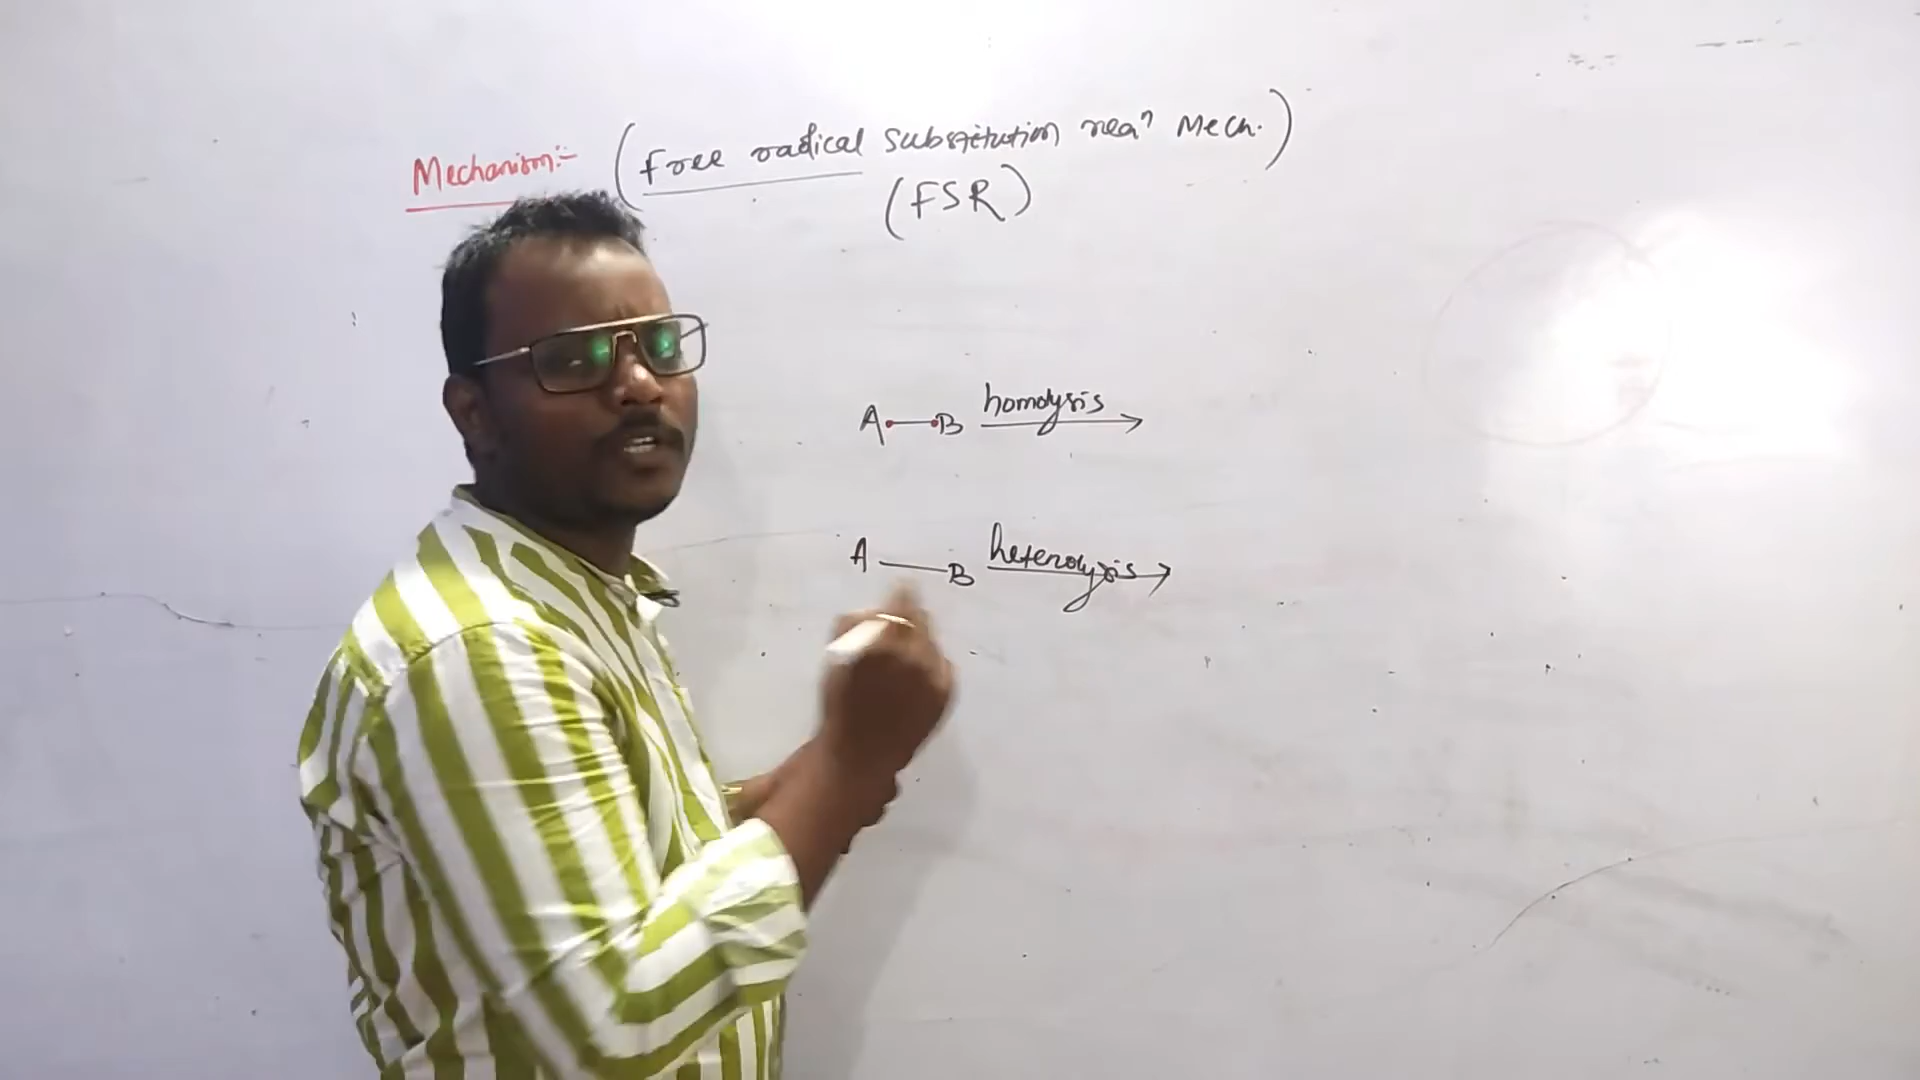 Mechanism:- (Free radical substitution reaⁿ Mech.)
(FSR)
A—B homolysis →
A—B heterolysis →